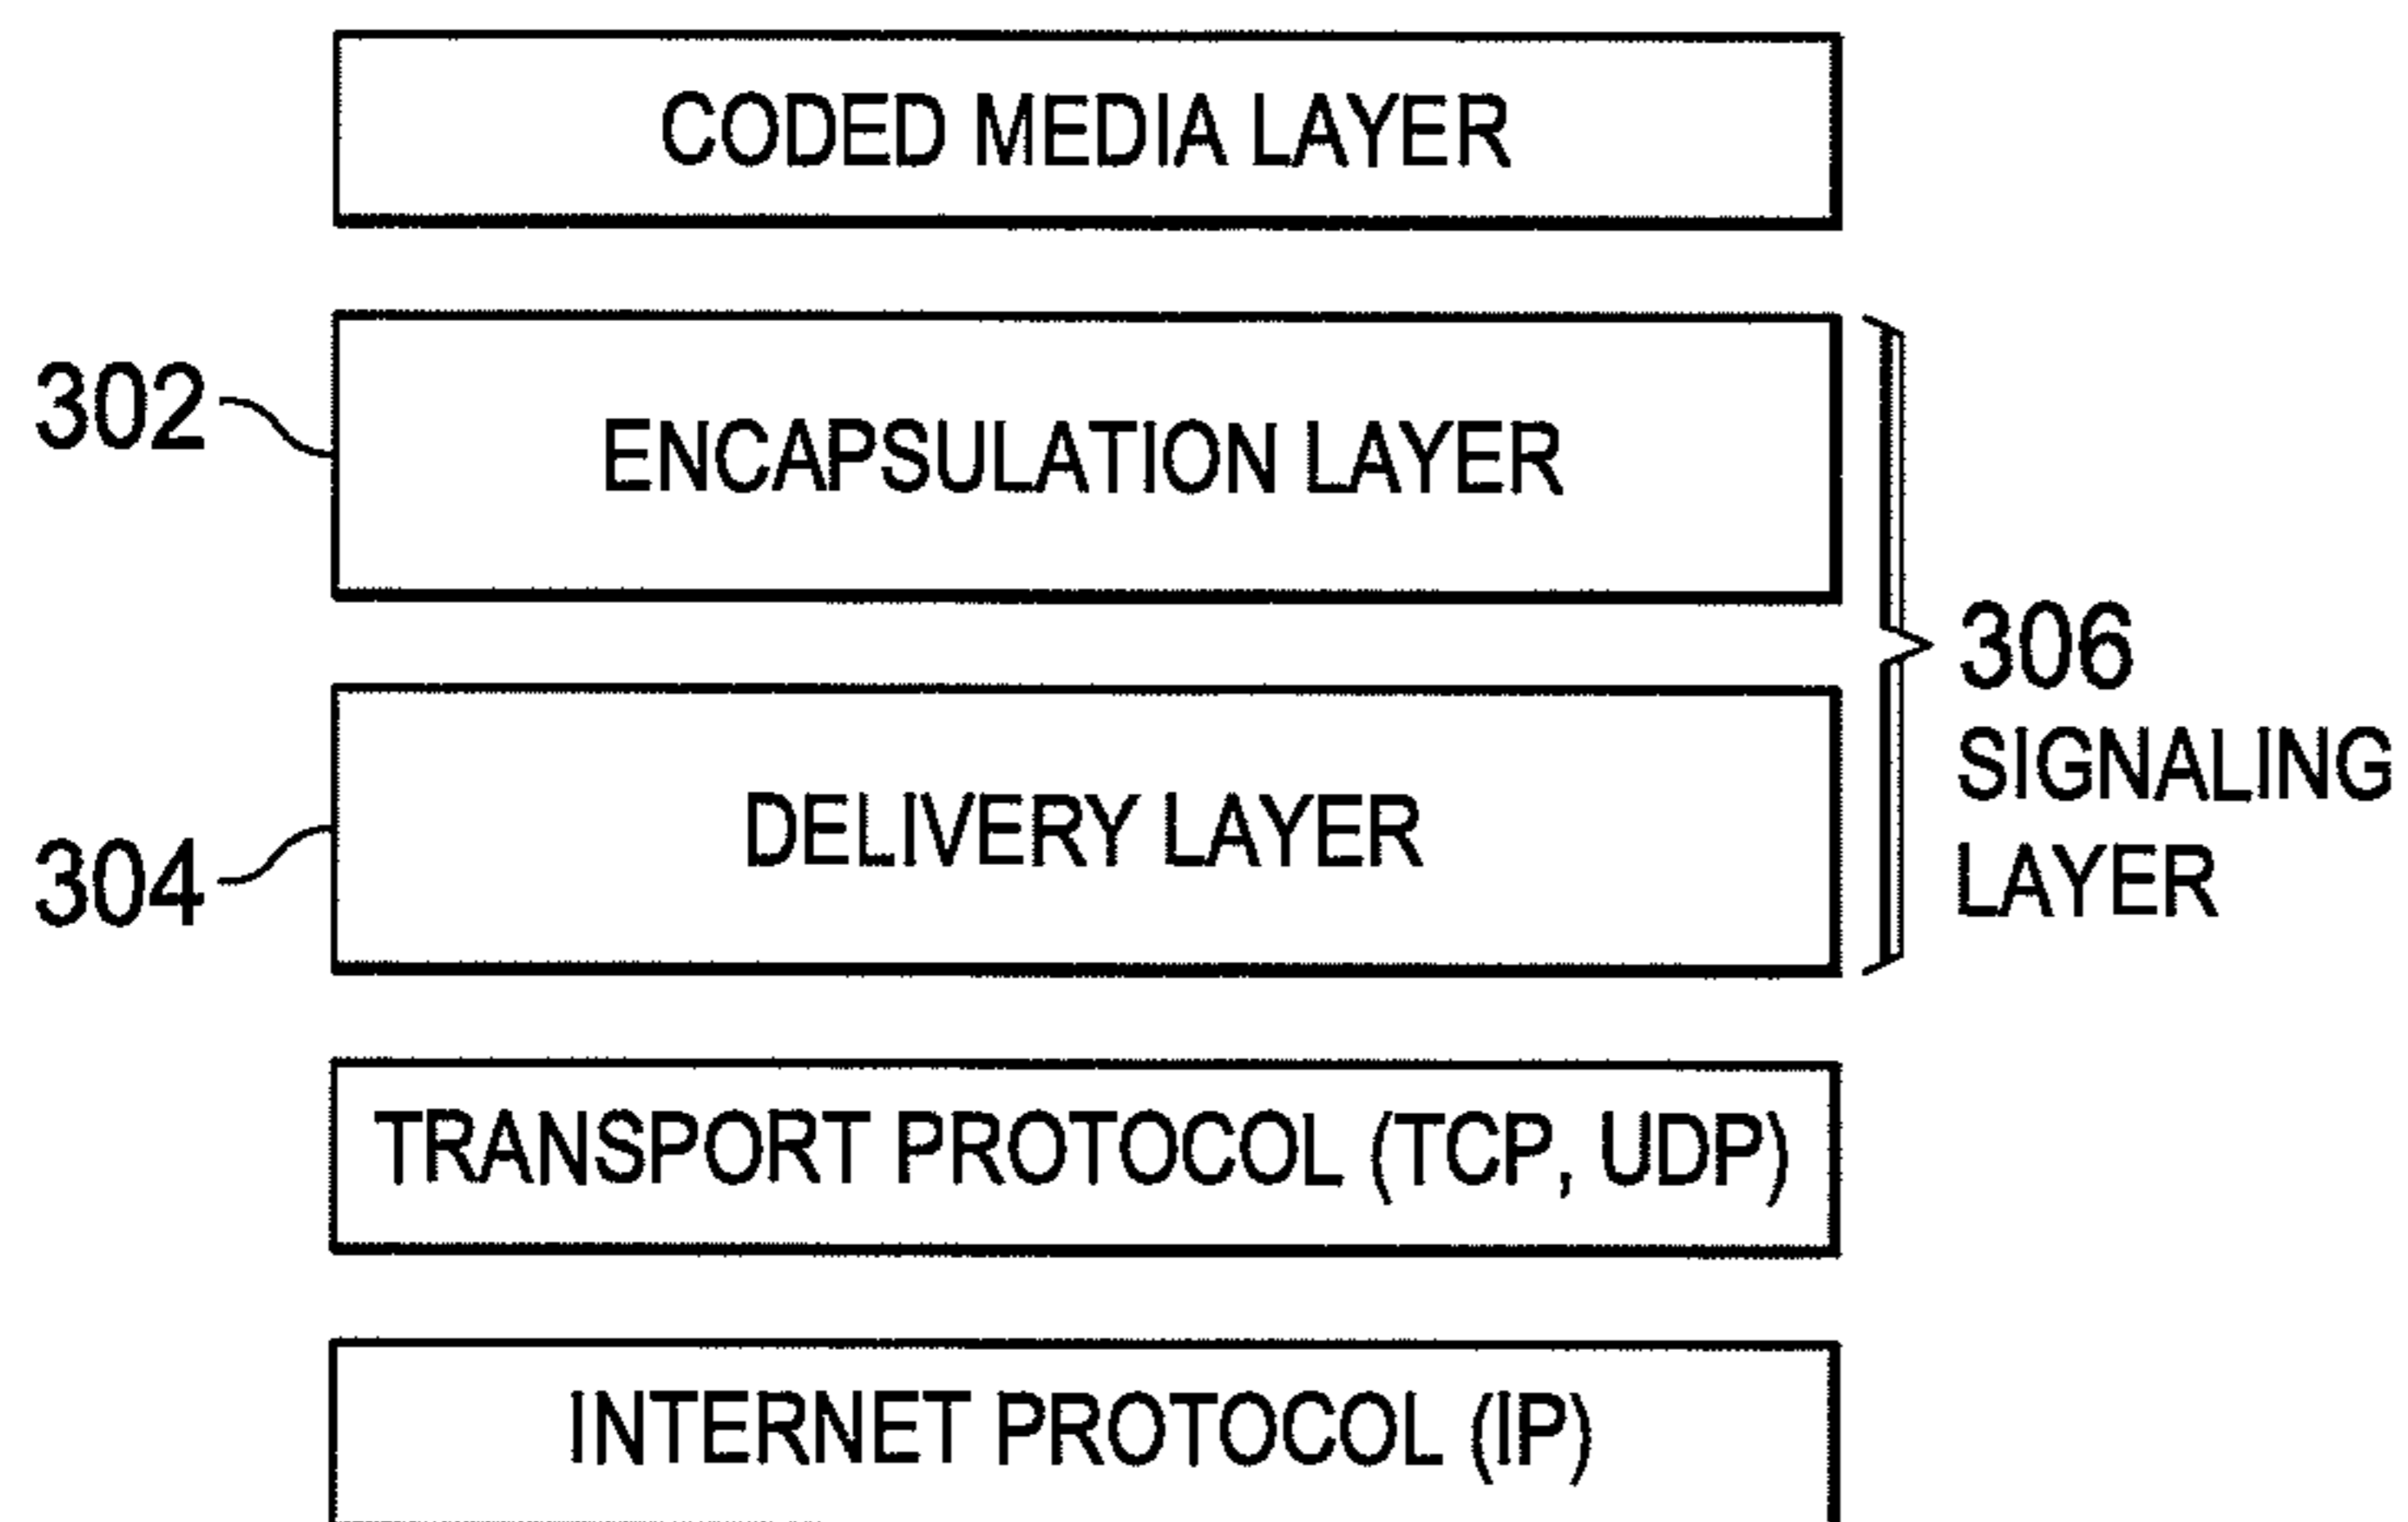 CODED MEDIA LAYER
302
ENCAPSULATION LAYER
304
DELIVERY LAYER
306
SIGNALING
LAYER
TRANSPORT PROTOCOL (TCP, UDP)
INTERNET PROTOCOL (IP)